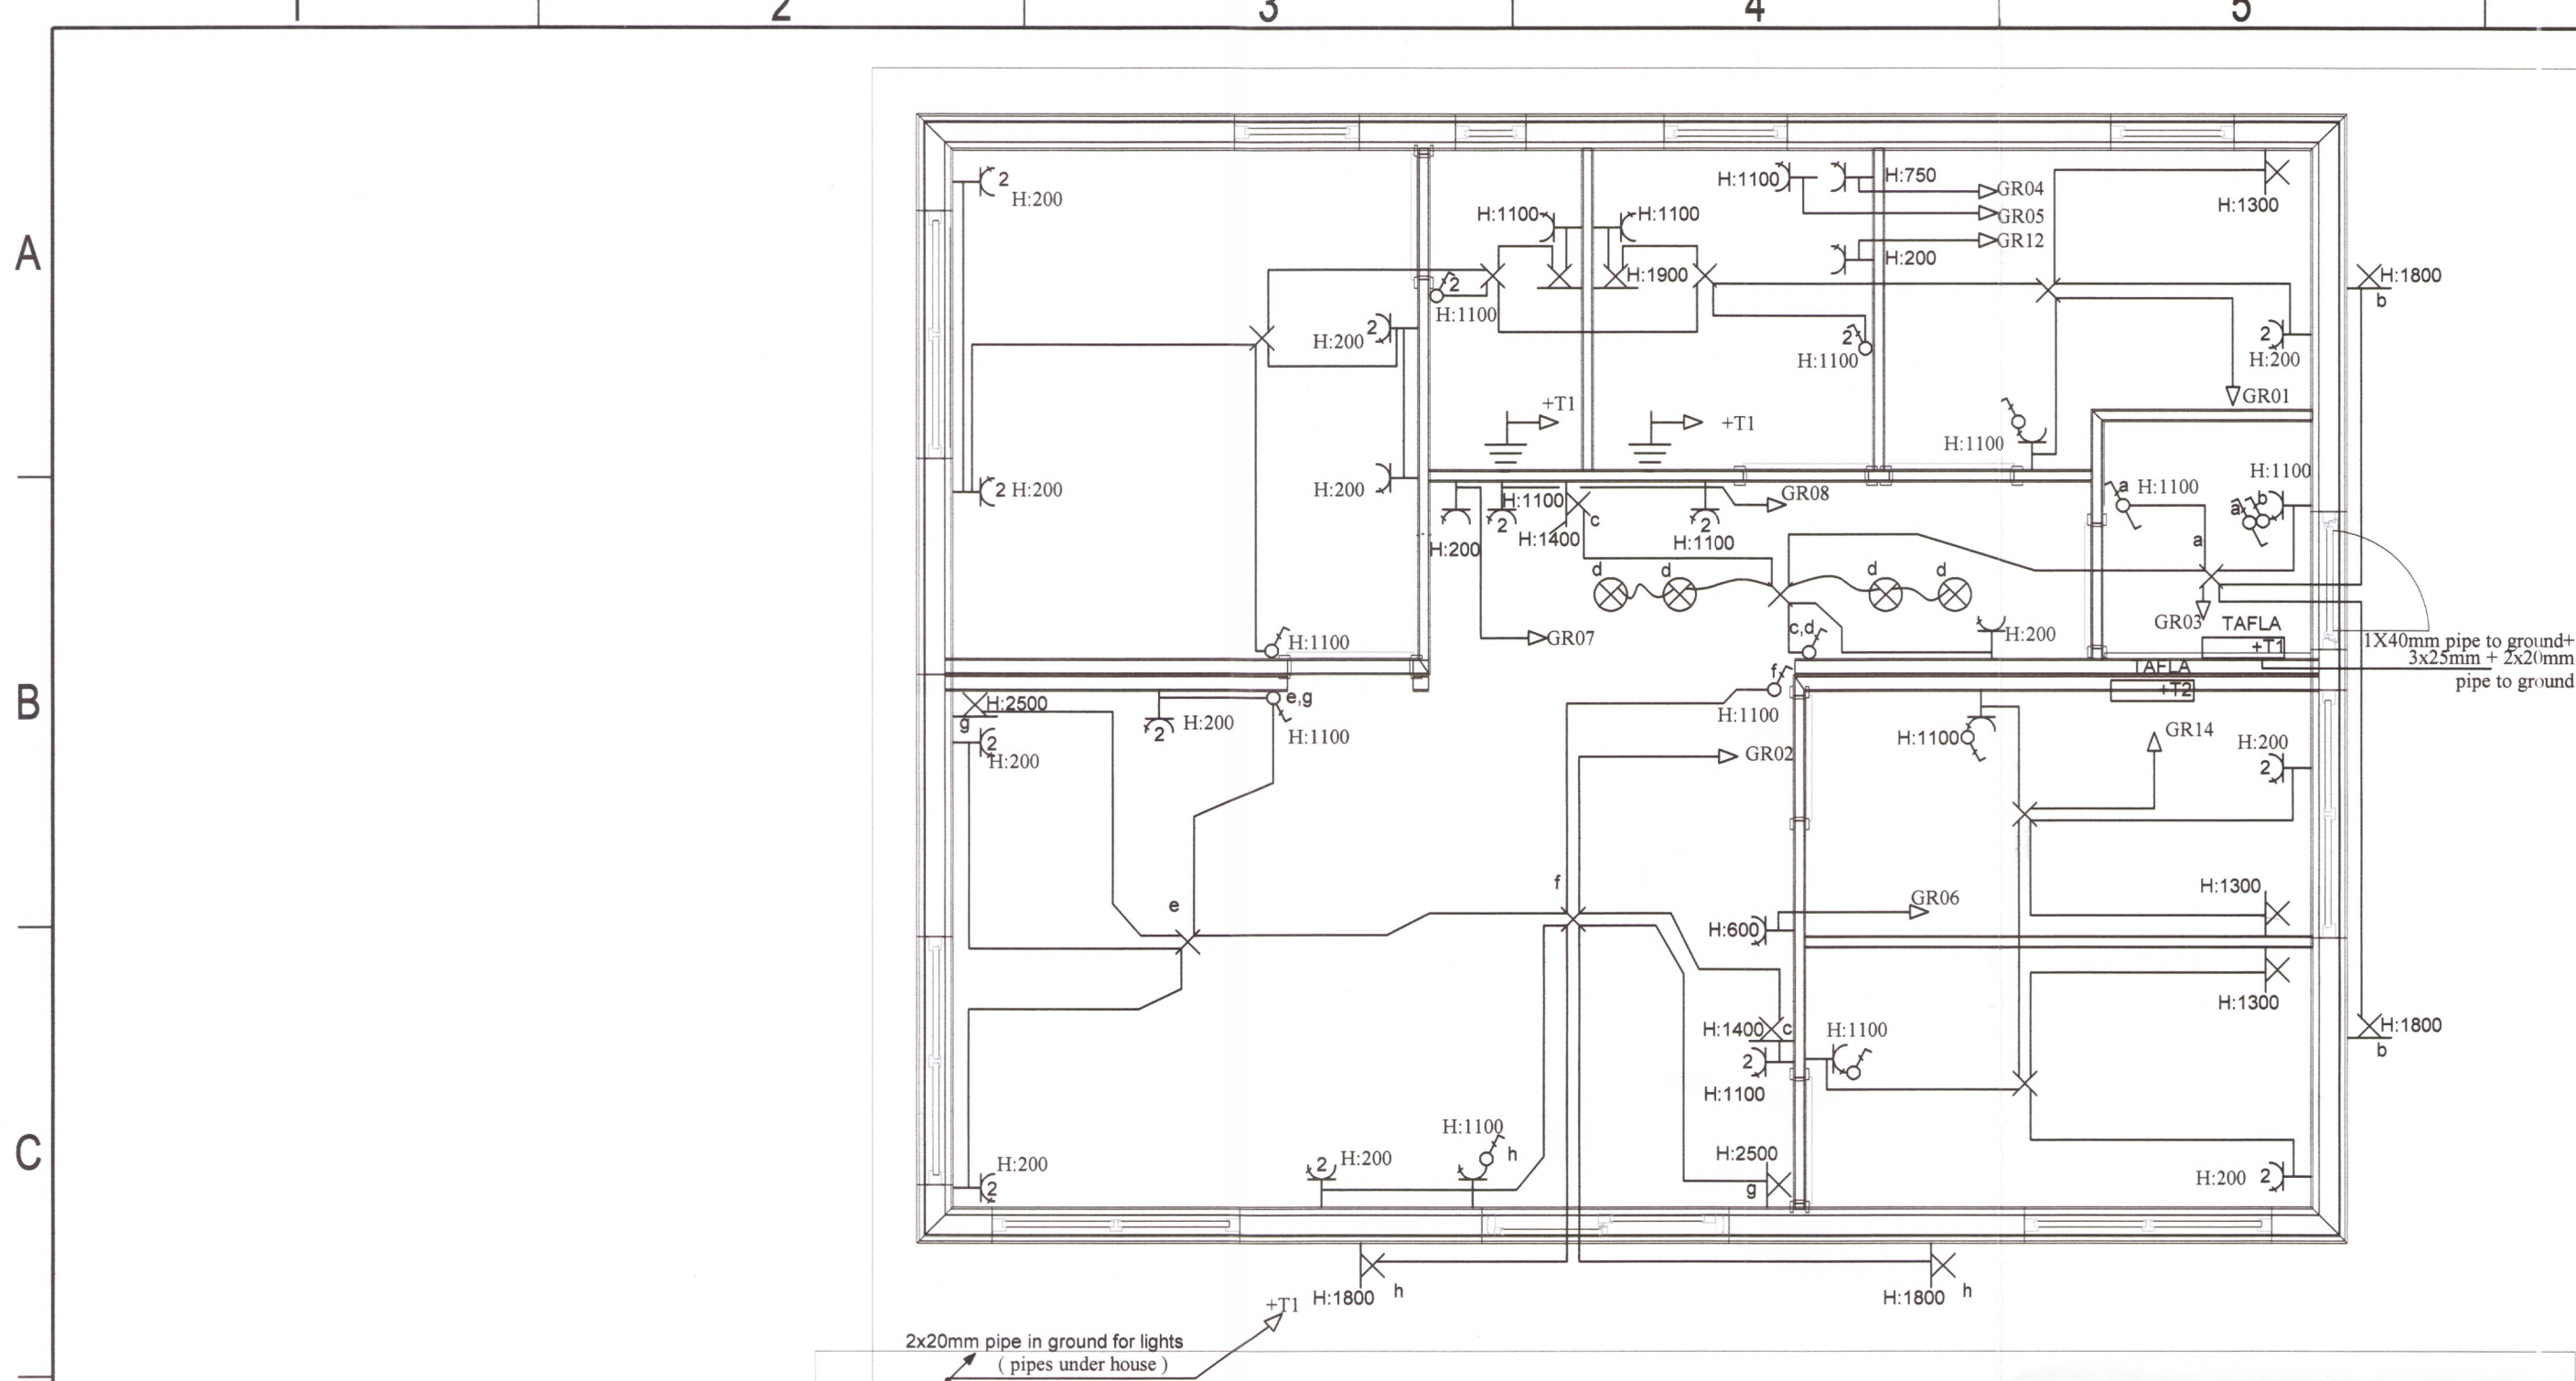 1 2 3 4 5
A
2 H:200
H:1100 H:750
GR04
GR05
H:1300
H:1100 H:1100
GR12
H:200
H:1900
2
H:1100
H:1800
b
2
H:200
2
H:1100
2
H:200
GR01
+T1
+T1
H:1100
2 H:200
H:200
H:1100
2
H:200
H:1400
c
2
H:1100
GR08
a H:1100
H:1100
a b
a
d d d d
GR07
c,d
H:200
GR03
TAFLA
+T1
H:1100
f
TAFLA
+T2
1X40mm pipe to ground+
3x25mm + 2x20mm
pipe to ground
B
H:2500
g
2
H:200
2
H:200
e,g
H:1100
H:1100
GR02
H:1100
GR14
H:200
2
f
e
H:1300
GR06
H:600
H:1300
H:1400 c
2
H:1100
H:1100
H:1800
b
C
H:200
2
2 H:200
H:1100
h
H:2500
g
H:200 2
H:1800 h
H:1800 h
+T1
2x20mm pipe in ground for lights
( pipes under house )